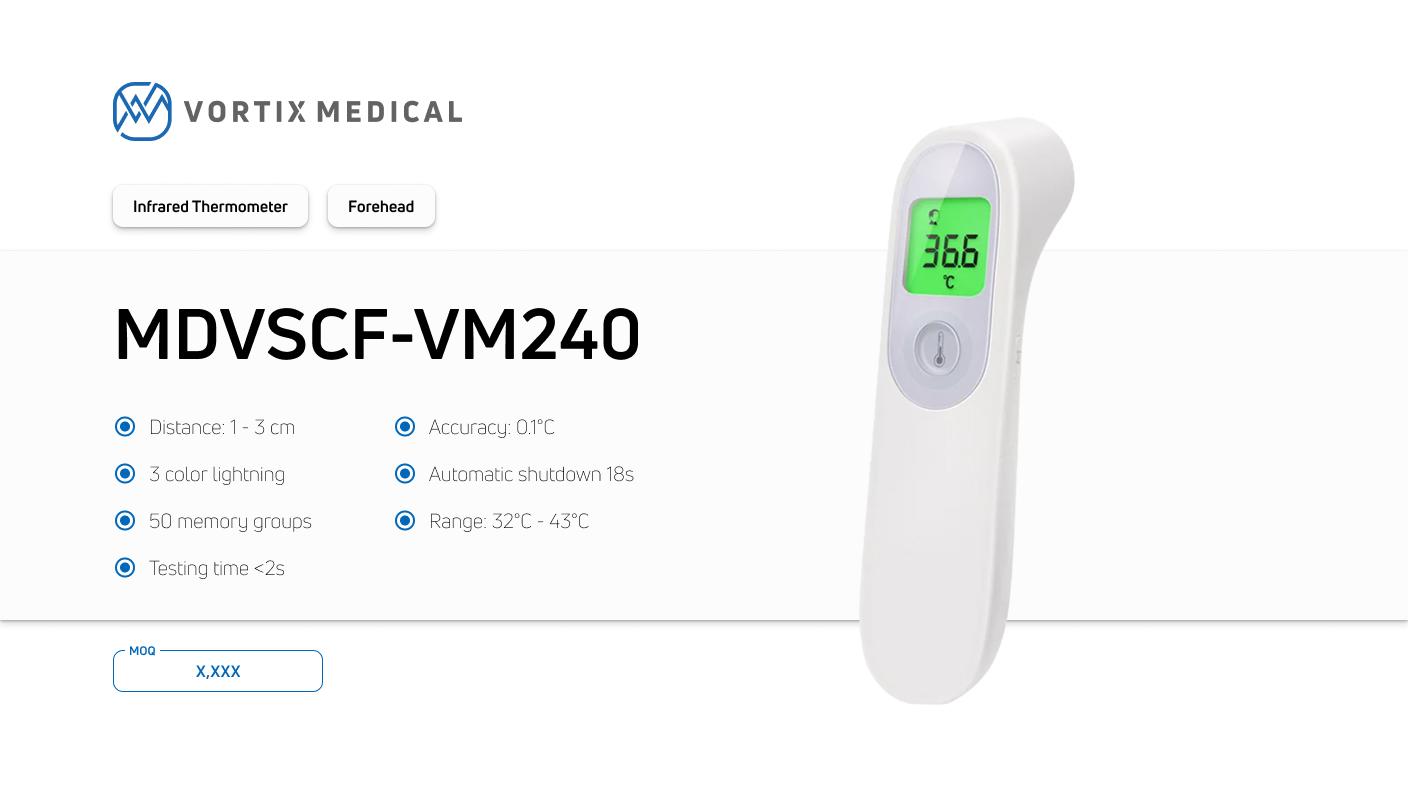 VORTIX MEDICAL
Infrared Thermometer
Forehead
MDVSCF-VM240
Distance: 1 - 3 cm
3 color lightning
50 memory groups
Testing time <2s
Accuracy: 0.1°C
Automatic shutdown 18s
Range: 32°C - 43°C
MOQ
X,XXX
36.6
°C